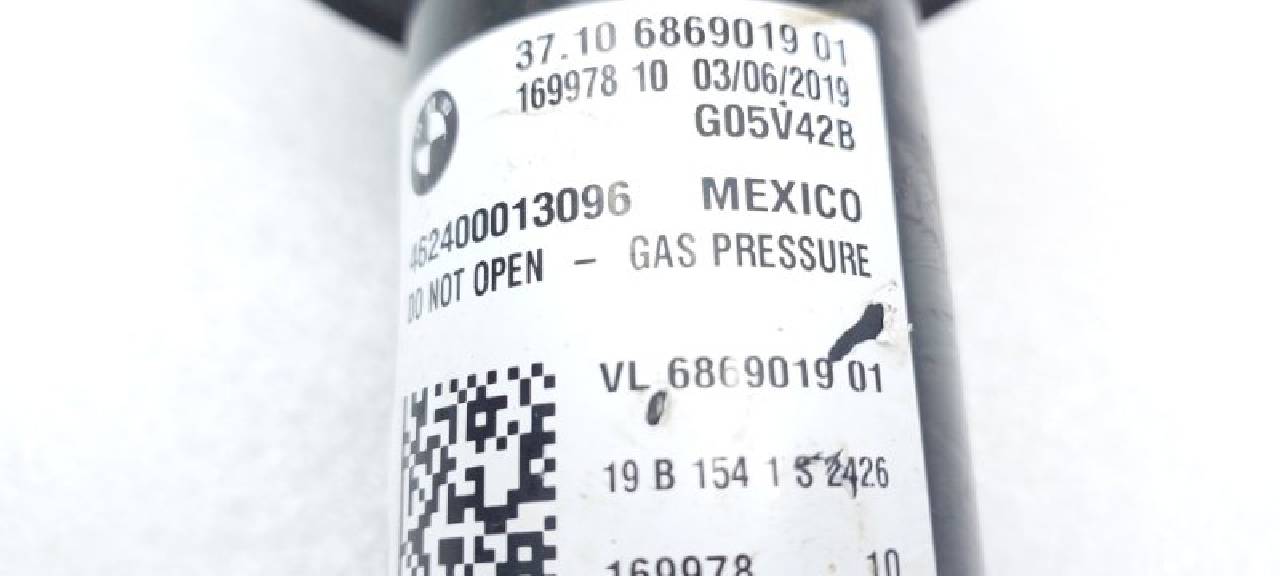 37.10 6869019 01
169978 10 03/06/2019
G05V42B
462400013096 MEXICO
DO NOT OPEN - GAS PRESSURE
VL 6869019 01
19 B 154 1 S 2426
169978 10